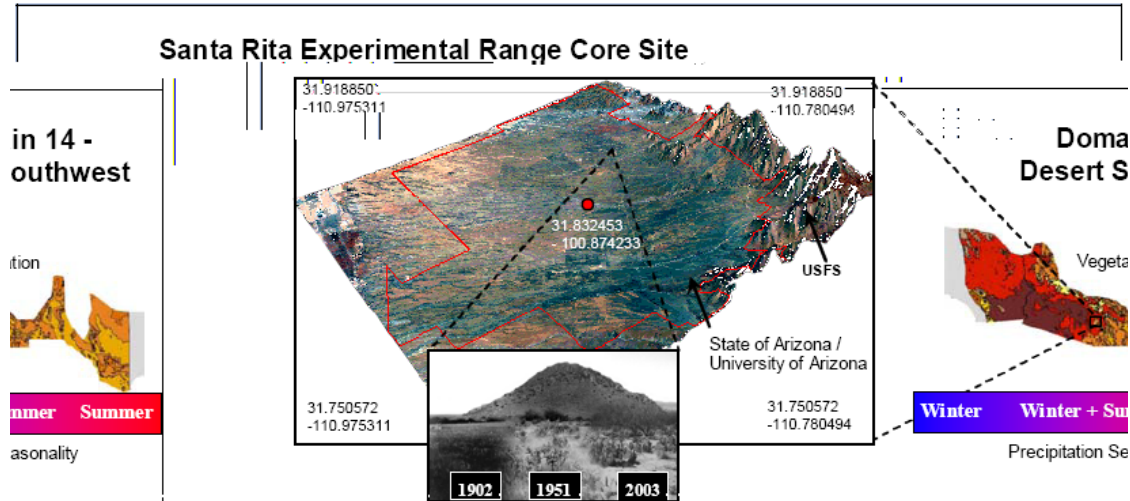 Santa Rita Experimental Range Core Site
in 14 -
outhwest
ation
mmer Summer
asonality
31.918850
-110.975311
31.918850
-110.780494
31.832453
- 100.874233
USFS
State of Arizona /
University of Arizona
31.750572
-110.975311
31.750572
-110.780494
1902 1951 2003
Doma
Desert S
Vegeta
Winter Winter + Su
Precipitation Se